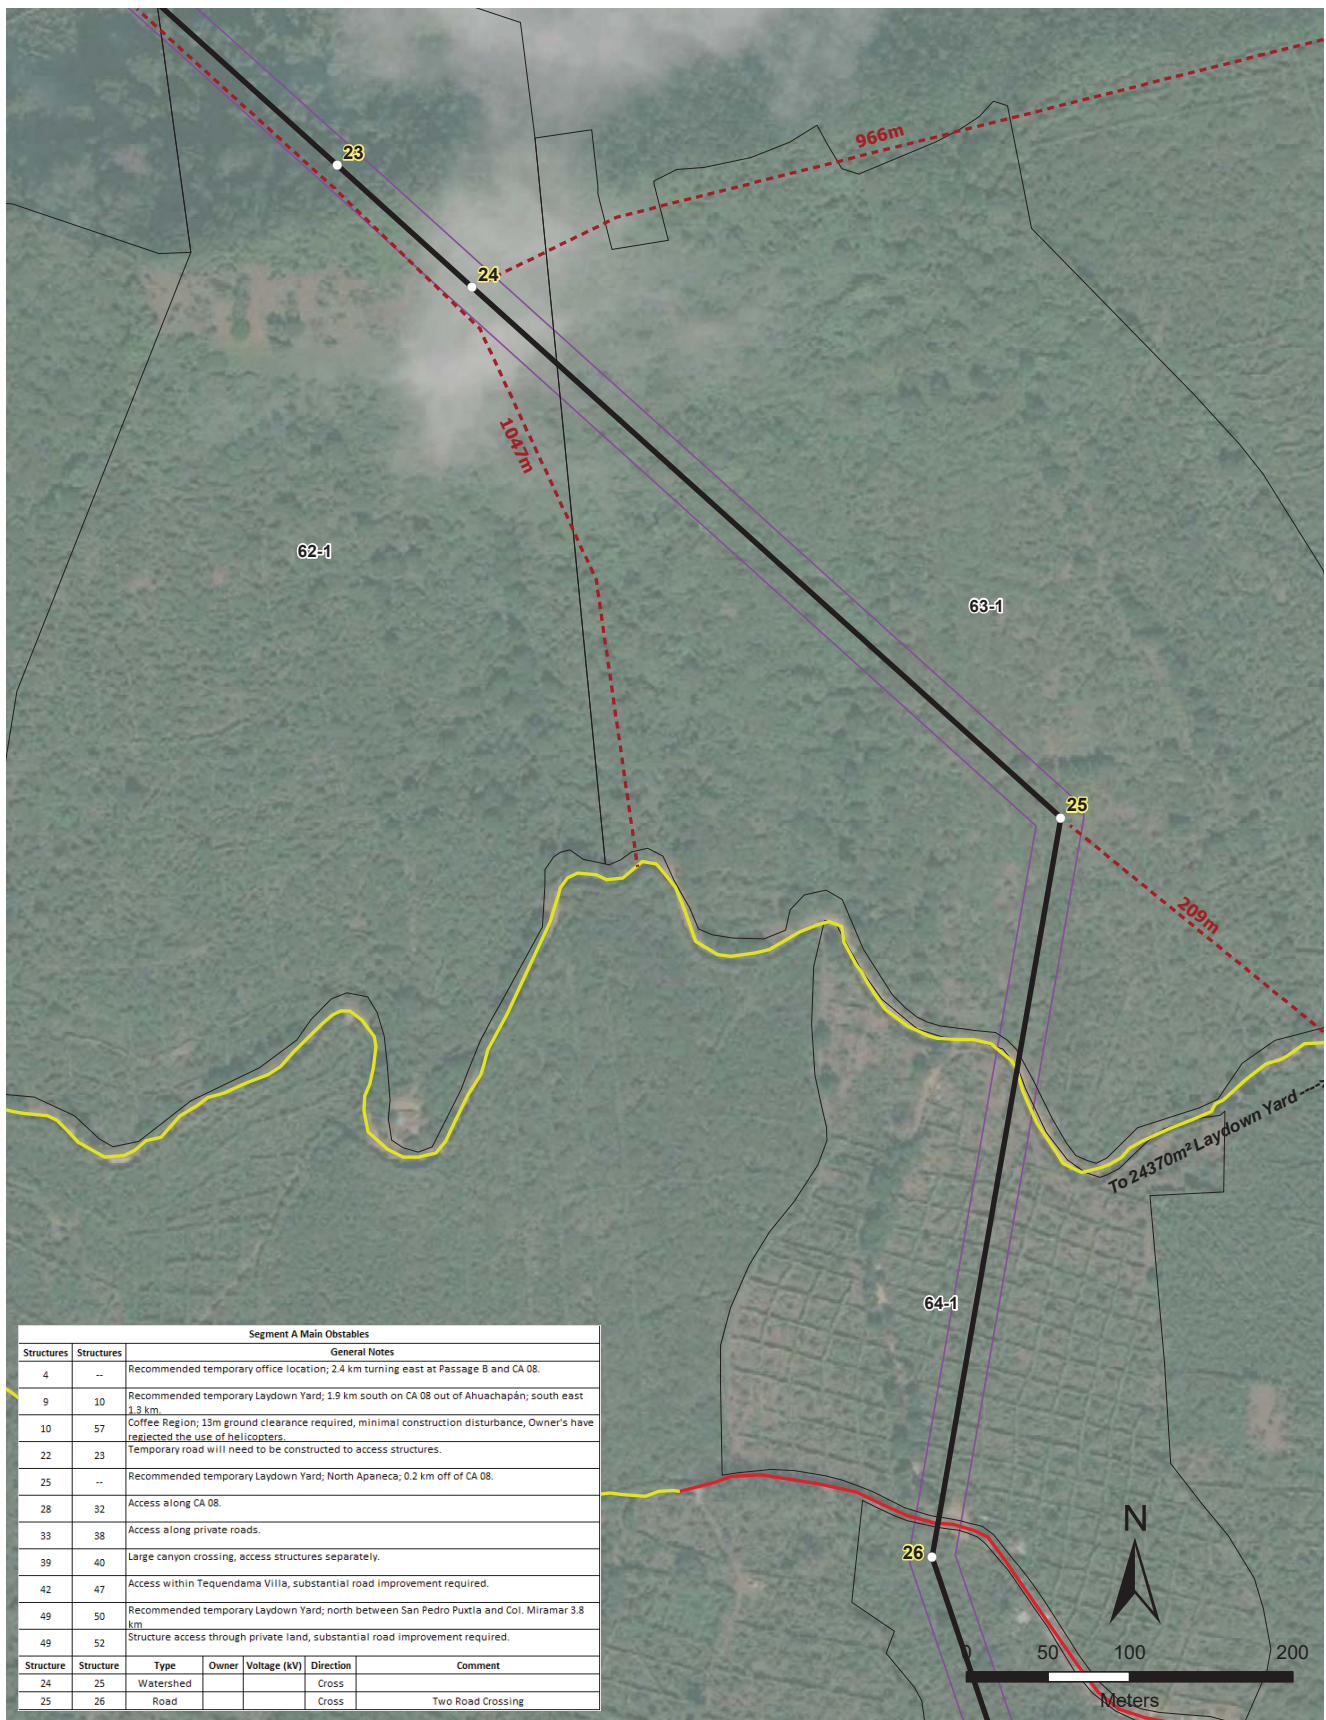 966m
23
24
1047m
62-1
63-1
25
209m
To 24370m² Laydown Yard ---->
64-1
26
N
0 50 100 200
Meters
Segment A Main Obstables
Structures Structures General Notes
4 -- Recommended temporary office location; 2.4 km turning east at Passage B and CA 08.
9 10 Recommended temporary Laydown Yard; 1.9 km south on CA 08 out of Ahuachapán; south east
1.3 km.
10 57 Coffee Region; 13m ground clearance required, minimal construction disturbance, Owner's have
rejected the use of helicopters.
22 23 Temporary road will need to be constructed to access structures.
25 -- Recommended temporary Laydown Yard; North Apaneca; 0.2 km off of CA 08.
28 32 Access along CA 08.
33 38 Access along private roads.
39 40 Large canyon crossing, access structures separately.
42 47 Access within Tequendama Villa, substantial road improvement required.
49 50 Recommended temporary Laydown Yard; north between San Pedro Puxtla and Col. Miramar 3.8
km
49 52 Structure access through private land, substantial road improvement required.
Structure Structure Type Owner Voltage (kV) Direction Comment
24 25 Watershed Cross
25 26 Road Cross Two Road Crossing